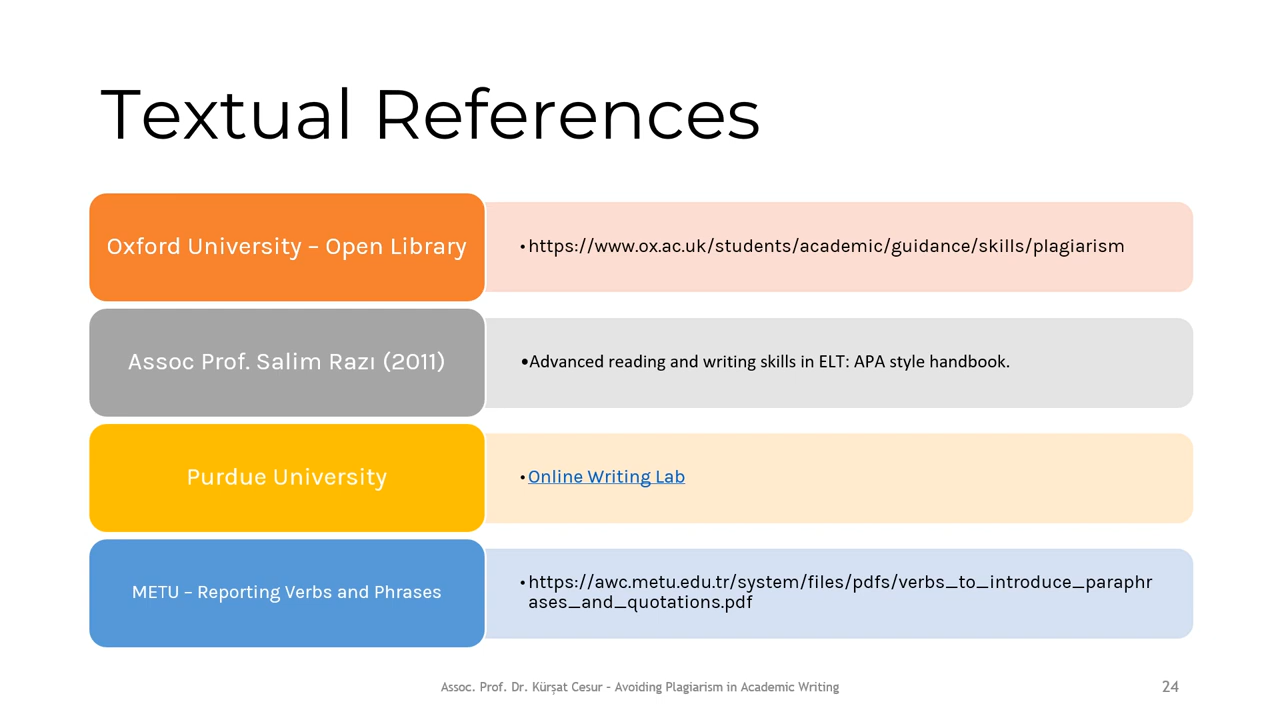 Textual References
Oxford University – Open Library
•https://www.ox.ac.uk/students/academic/guidance/skills/plagiarism
Assoc Prof. Salim Razı (2011)
•Advanced reading and writing skills in ELT: APA style handbook.
Purdue University
•Online Writing Lab
METU – Reporting Verbs and Phrases
•https://awc.metu.edu.tr/system/files/pdfs/verbs_to_introduce_paraphr
ases_and_quotations.pdf
Assoc. Prof. Dr. Kürşat Cesur – Avoiding Plagiarism in Academic Writing
24